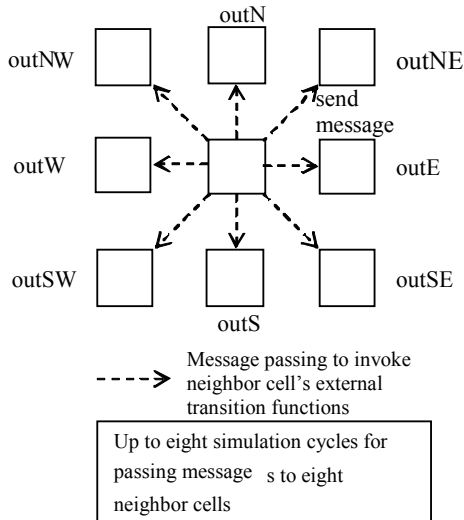 outN
outNW
outNE
send
message
outW
outE
outSW
outSE
outS
Message passing to invoke
neighbor cell's external
transition functions
Up to eight simulation cycles for
passing message s to eight
neighbor cells